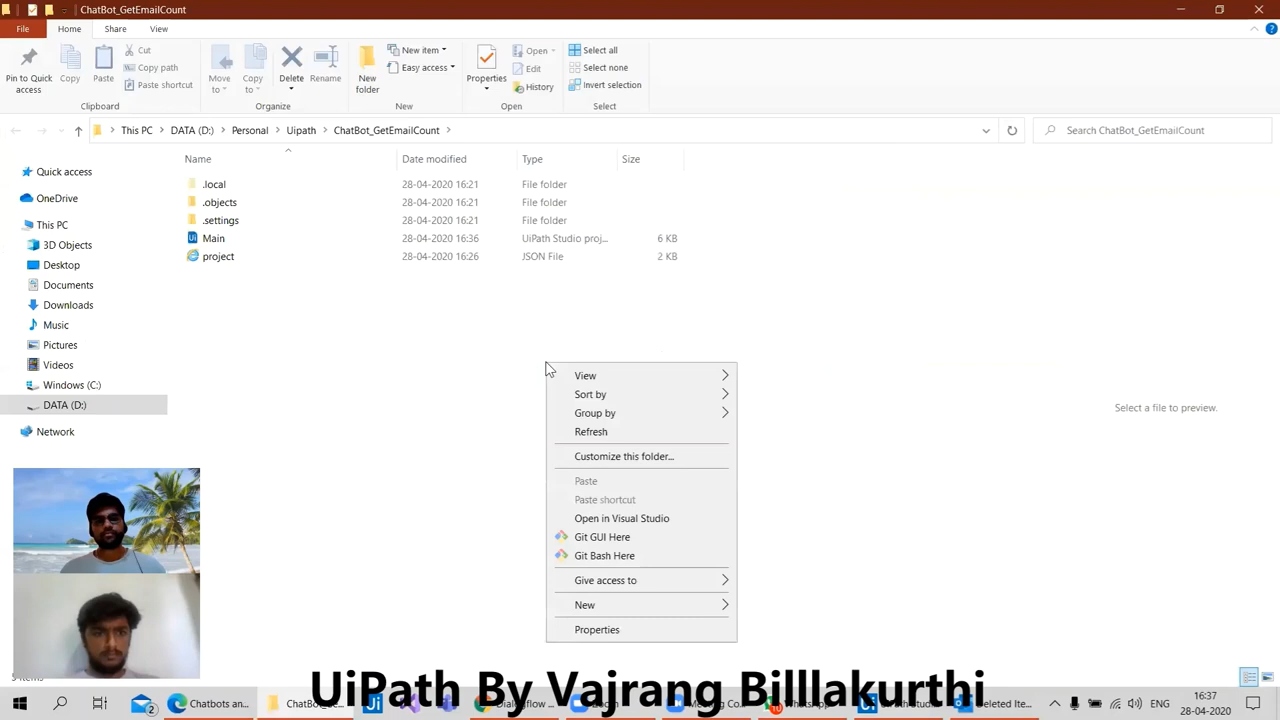 ChatBot_GetEmailCount
File
Home
Share
View
Pin to Quick access
Copy
Paste
Cut
Copy path
Paste shortcut
Clipboard
Move to
Copy to
Delete
Rename
Organize
New folder
New item
Easy access
New
Properties
Open
Edit
History
Open
Select all
Select none
Invert selection
Select
This PC > DATA (D:) > Personal > Uipath > ChatBot_GetEmailCount >
Search ChatBot_GetEmailCount
Name Date modified Type Size
.local 28-04-2020 16:21 File folder
.objects 28-04-2020 16:21 File folder
.settings 28-04-2020 16:21 File folder
Main 28-04-2020 16:36 UiPath Studio proj... 6 KB
project 28-04-2020 16:26 JSON File 2 KB
Quick access
OneDrive
This PC
3D Objects
Desktop
Documents
Downloads
Music
Pictures
Videos
Windows (C:)
DATA (D:)
Network
View
Sort by
Group by
Refresh
Customize this folder...
Paste
Paste shortcut
Open in Visual Studio
Git GUI Here
Git Bash Here
Give access to
New
Properties
Select a file to preview.
UiPath By Vajrang Billlakurthi
2
Chatbots an...
10
Deleted Ite...
ENG
16:37
28-04-2020